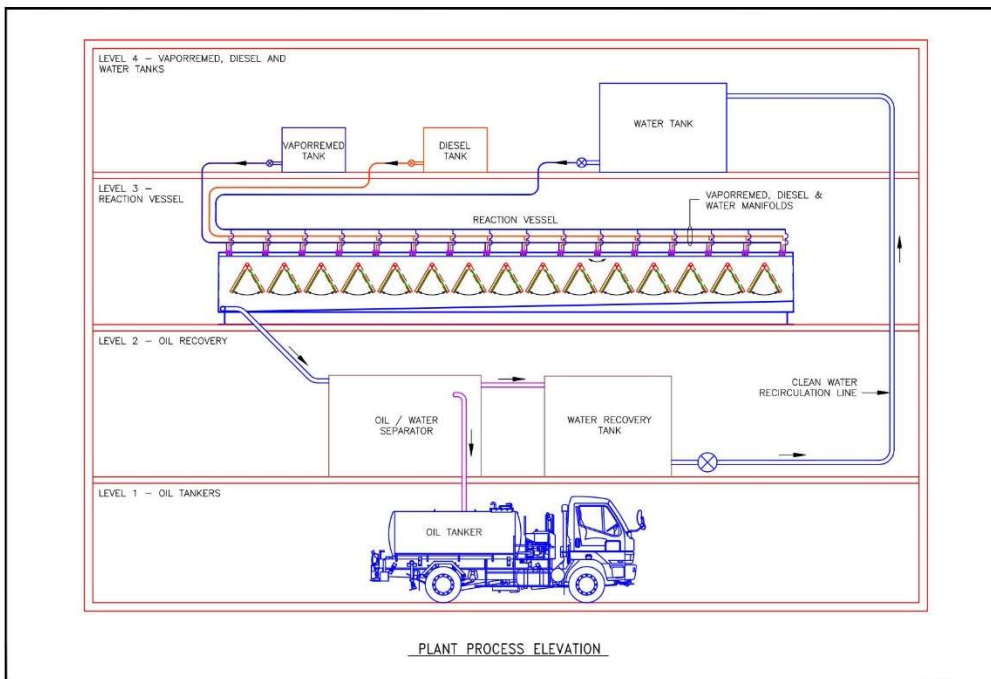 LEVEL 4 – VAPORREMED, DIESEL AND
WATER TANKS
WATER TANK
VAPORREMED
TANK
DIESEL
TANK
LEVEL 3 –
REACTION VESSEL
VAPORREMED, DIESEL &
WATER MANIFOLDS
REACTION VESSEL
LEVEL 2 – OIL RECOVERY
CLEAN WATER
RECIRCULATION LINE
OIL / WATER
SEPARATOR
WATER RECOVERY
TANK
LEVEL 1 – OIL TANKERS
OIL TANKER
PLANT PROCESS ELEVATION